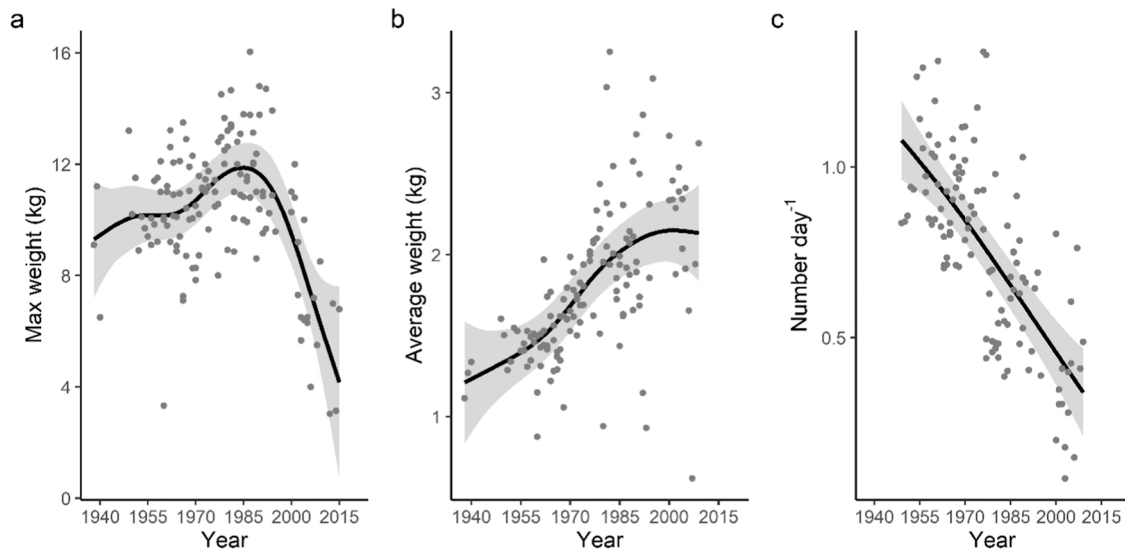 a
Max weight (kg)
16
12
8
4
0
1940 1955 1970 1985 2000 2015
Year
b
Average weight (kg)
3
2
1
1940 1955 1970 1985 2000 2015
Year
c
Number day⁻¹
1.0
0.5
1940 1955 1970 1985 2000 2015
Year